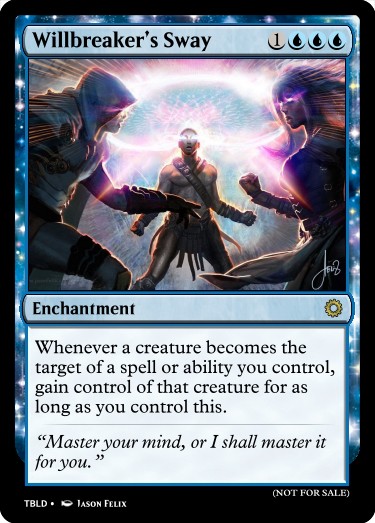 Willbreaker's Sway 1
Enchantment
Whenever a creature becomes the
target of a spell or ability you control,
gain control of that creature for as
long as you control this.
“Master your mind, or I shall master it
for you.”
(NOT FOR SALE)
TBLD • Jason Felix